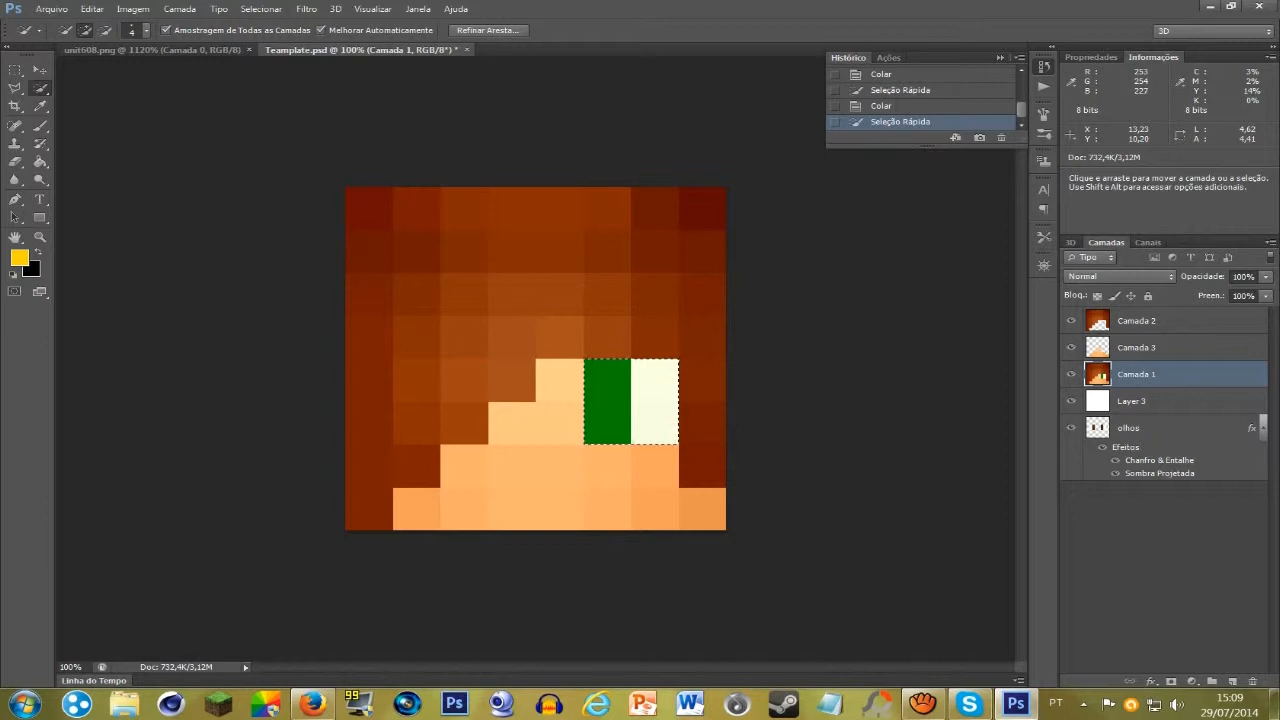 Ps Arquivo Editar Imagem Camada Tipo Selecionar Filtro 3D Visualizar Janela Ajuda
4 Amostragem de Todas as Camadas Melhorar Automaticamente Refinar Aresta... 3D
unit608.png @ 1120% (Camada 0, RGB/8) × Teamplate.psd @ 100% (Camada 1, RGB/8*) * ×
Histórico Ações
Colar
Seleção Rápida
Colar
Seleção Rápida
Propriedades Informações
R: 253 C: 3%
G: 254 M: 2%
B: 227 Y: 14%
K: 0%
8 bits 8 bits
X: 13,23 L: 4,62
Y: 10,20 A: 4,41
Doc: 732,4K/3,12M
Clique e arraste para mover a camada ou a seleção.
Use Shift e Alt para acessar opções adicionais.
3D Camadas Canais
Tipo
Normal Opacidade: 100%
Bloq.: Preen.: 100%
Camada 2
Camada 3
Camada 1
Layer 3
olhos fx
Efeitos
Chanfro & Entalhe
Sombra Projetada
100% Doc: 732,4K/3,12M
Linha do Tempo
99 Ps Ps PT 15:09
29/07/2014